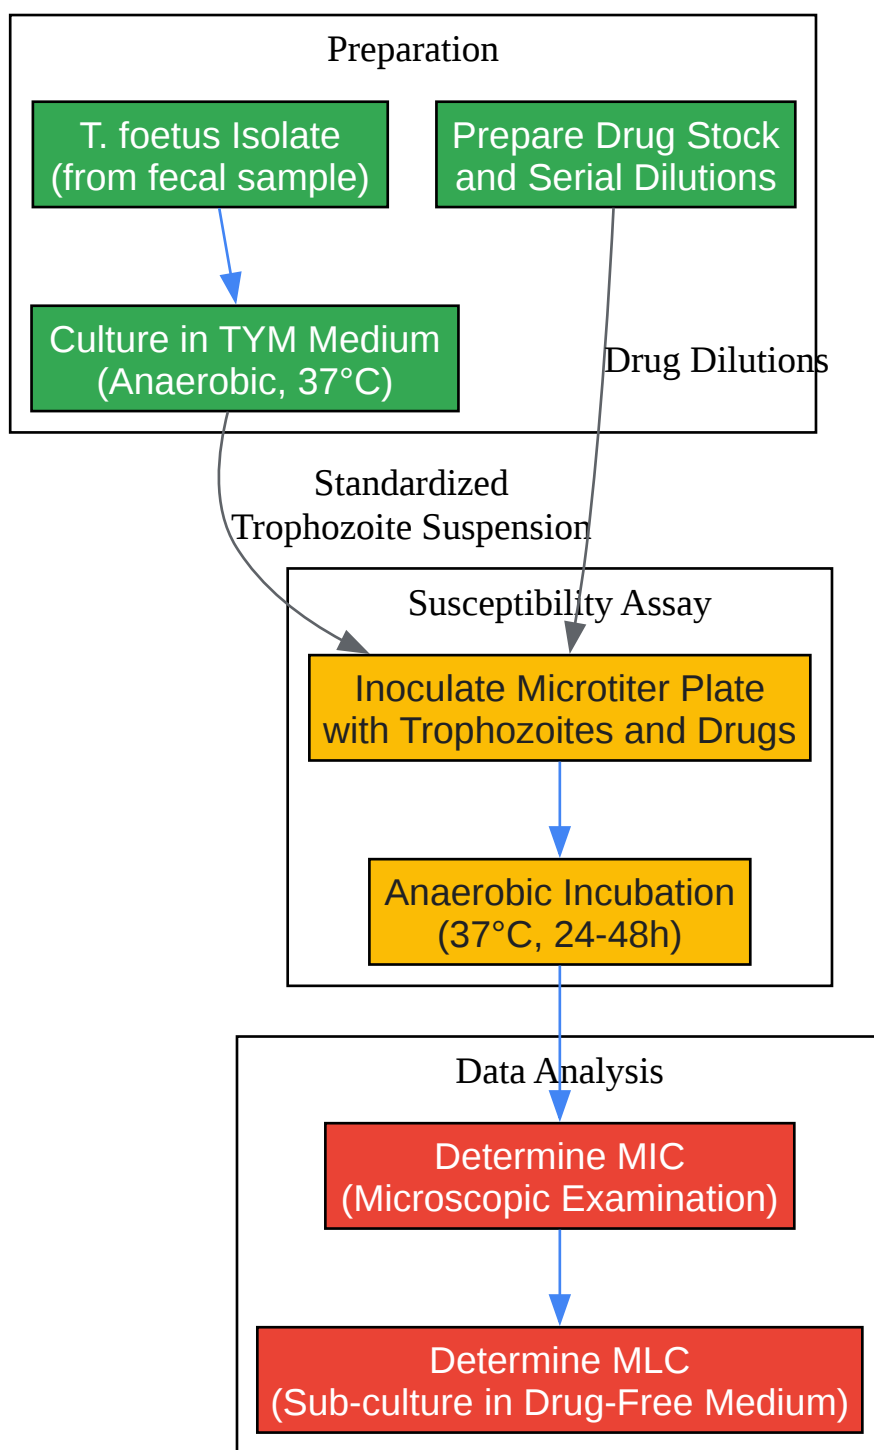 Preparation
T. foetus Isolate
(from fecal sample)
Prepare Drug Stock
and Serial Dilutions
Culture in TYM Medium
(Anaerobic, 37°C)
Drug Dilutions
Standardized
Trophozoite Suspension
Susceptibility Assay
Inoculate Microtiter Plate
with Trophozoites and Drugs
Anaerobic Incubation
(37°C, 24-48h)
Data Analysis
Determine MIC
(Microscopic Examination)
Determine MLC
(Sub-culture in Drug-Free Medium)